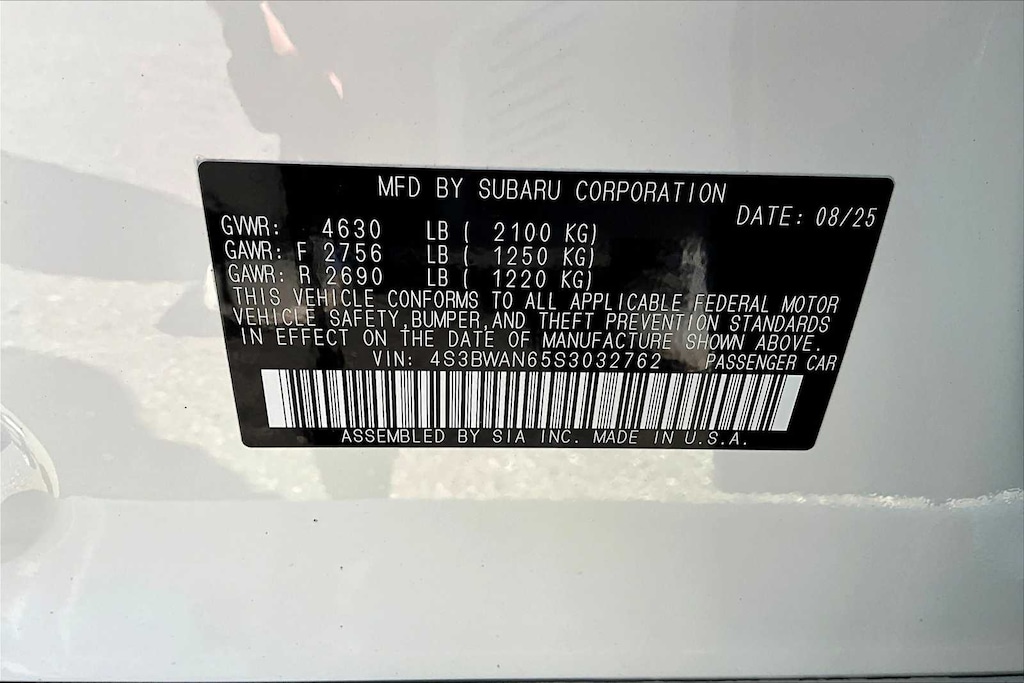 MFD BY SUBARU CORPORATION
DATE: 08/25
GVWR: 4630 LB ( 2100 KG)
GAWR: F 2756 LB ( 1250 KG)
GAWR: R 2690 LB ( 1220 KG)
THIS VEHICLE CONFORMS TO ALL APPLICABLE FEDERAL MOTOR
VEHICLE SAFETY,BUMPER,AND THEFT PREVENTION STANDARDS
IN EFFECT ON THE DATE OF MANUFACTURE SHOWN ABOVE.
VIN: 4S3BWAN65S3032762 PASSENGER CAR
ASSEMBLED BY SIA INC. MADE IN U.S.A.